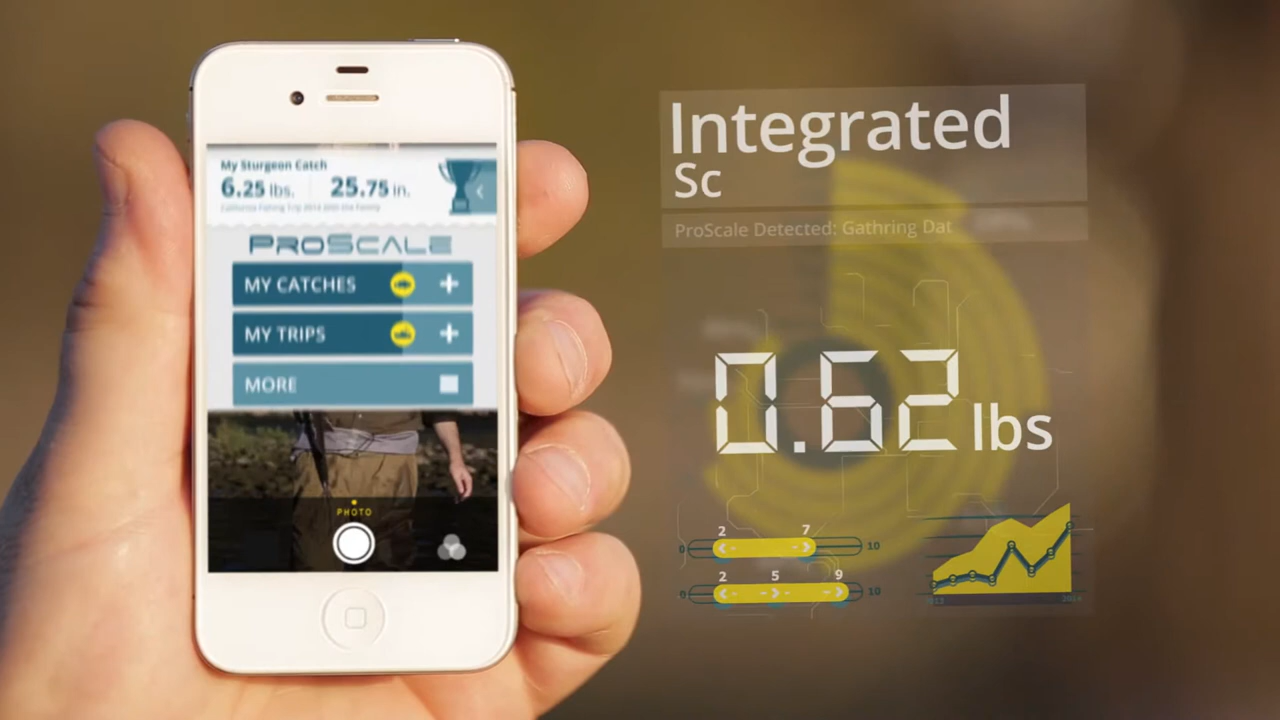 My Sturgeon Catch
6.25 lbs. 25.75 in.
California Fishing Trip 2014 with the Family
PROSCALE
MY CATCHES +
MY TRIPS +
MORE
PHOTO
Integrated
Sc
ProScale Detected: Gathring Dat
0.62 lbs
2 7
0 10
2 5 9
0 10
2013 2014